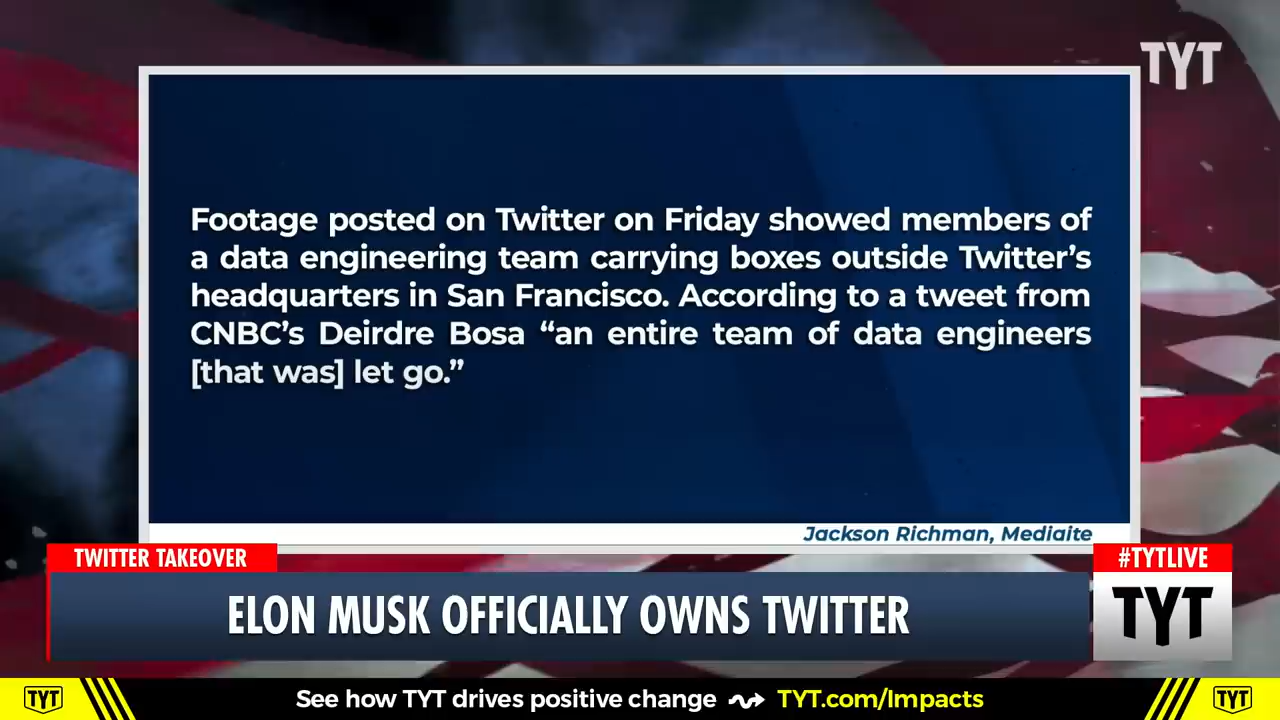 TYT
Footage posted on Twitter on Friday showed members of
a data engineering team carrying boxes outside Twitter’s
headquarters in San Francisco. According to a tweet from
CNBC’s Deirdre Bosa “an entire team of data engineers
[that was] let go.”
Jackson Richman, Mediaite
TWITTER TAKEOVER
#TYTLIVE
ELON MUSK OFFICIALLY OWNS TWITTER
TYT
TYT
See how TYT drives positive change
TYT.com/Impacts
TYT